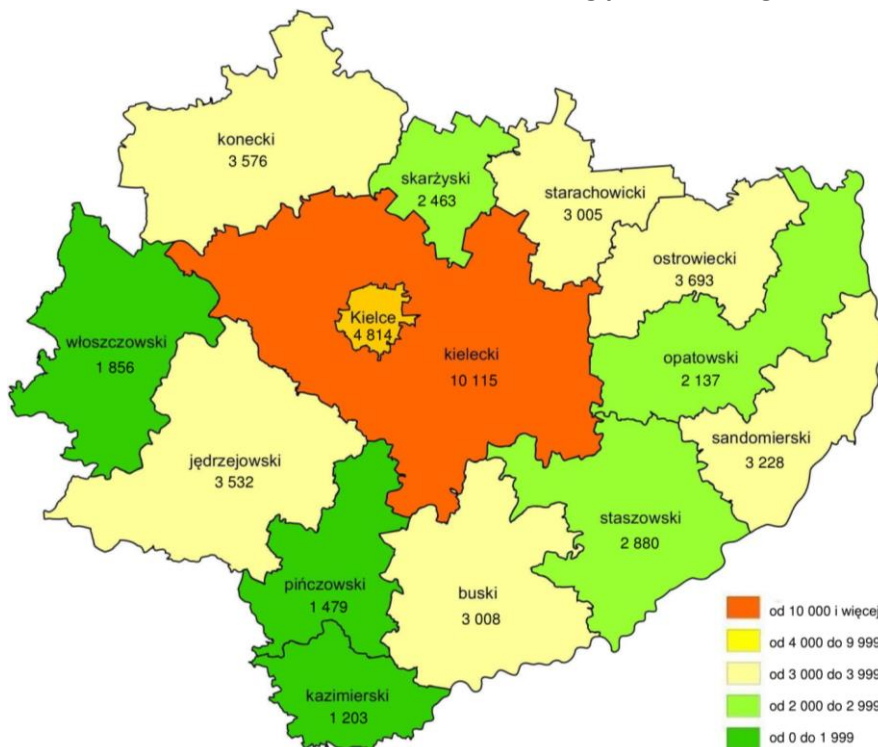 konecki
3 576
skarżyski
2 463
starachowicki
3 005
ostrowiecki
3 693
włoszczowski
1 856
Kielce
4 814
kielecki
10 115
opatowski
2 137
sandomierski
3 228
jędrzejowski
3 532
staszowski
2 880
pińczowski
1 479
buski
3 008
kazimierski
1 203
od 10 000 i więcej
od 4 000 do 9 999
od 3 000 do 3 999
od 2 000 do 2 999
od 0 do 1 999